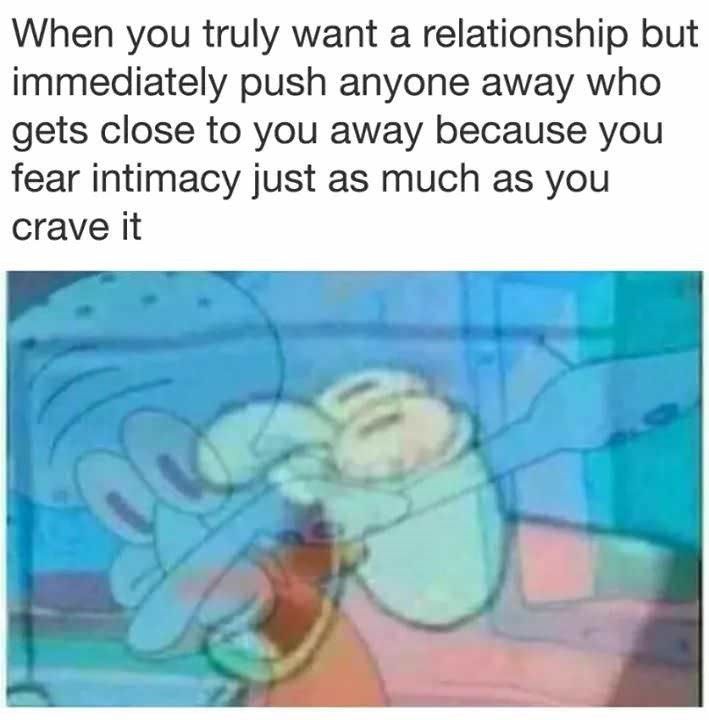 When you truly want a relationship but
immediately push anyone away who
gets close to you away because you
fear intimacy just as much as you
crave it